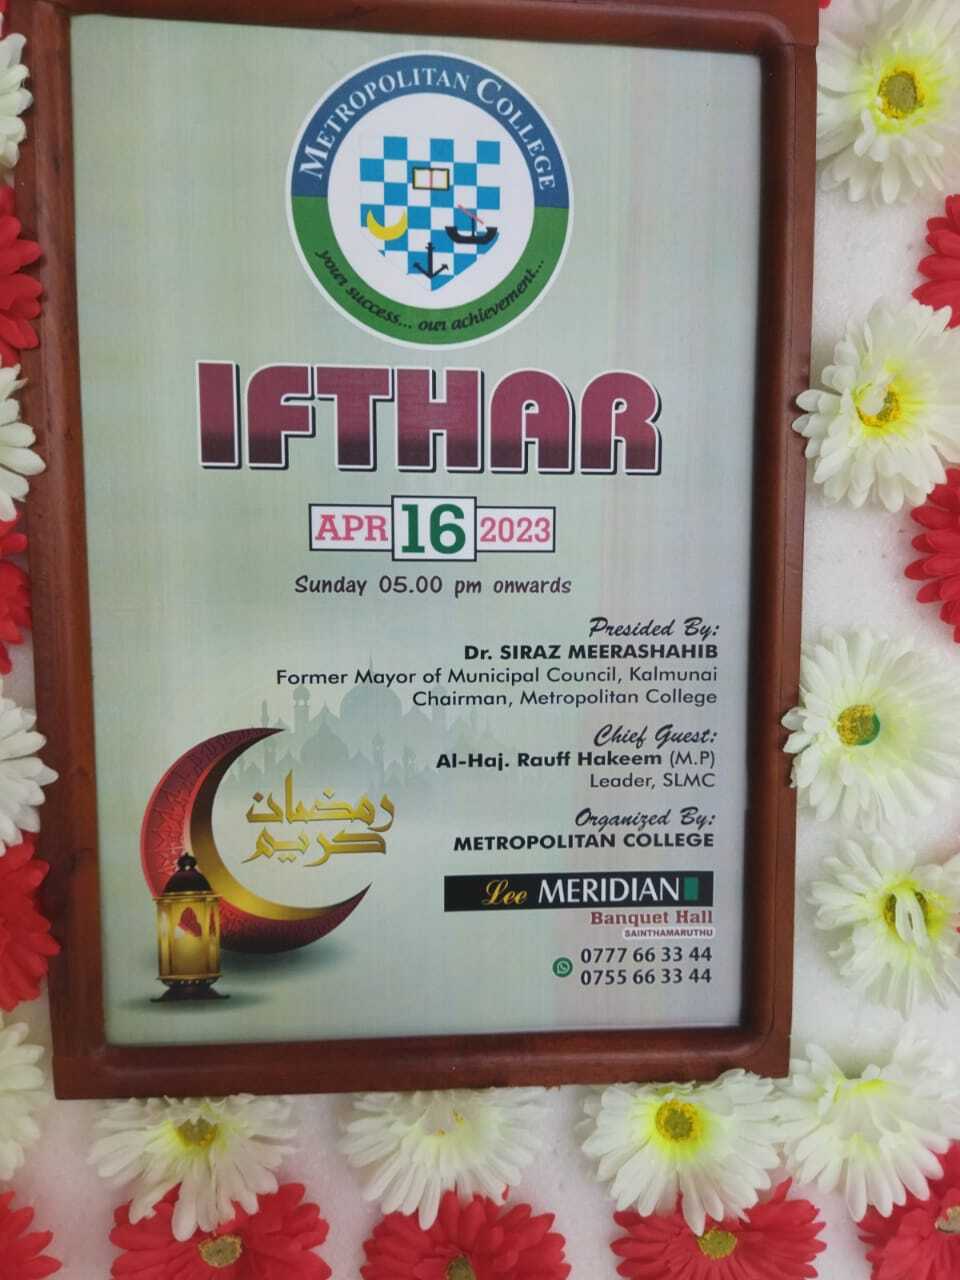 METROPOLITAN COLLEGE
your success... our achievement...
IFTHAR
APR 16 2023
Sunday 05.00 pm onwards
Presided By:
Dr. SIRAZ MEERASHAHIB
Former Mayor of Municipal Council, Kalmunai
Chairman, Metropolitan College
Chief Guest:
Al-Haj. Rauff Hakeem (M.P)
Leader, SLMC
رمضان
كريم
Organized By:
METROPOLITAN COLLEGE
Lee MERIDIAN
Banquet Hall
SAINTHAMARUTHU
0777 66 33 44
0755 66 33 44